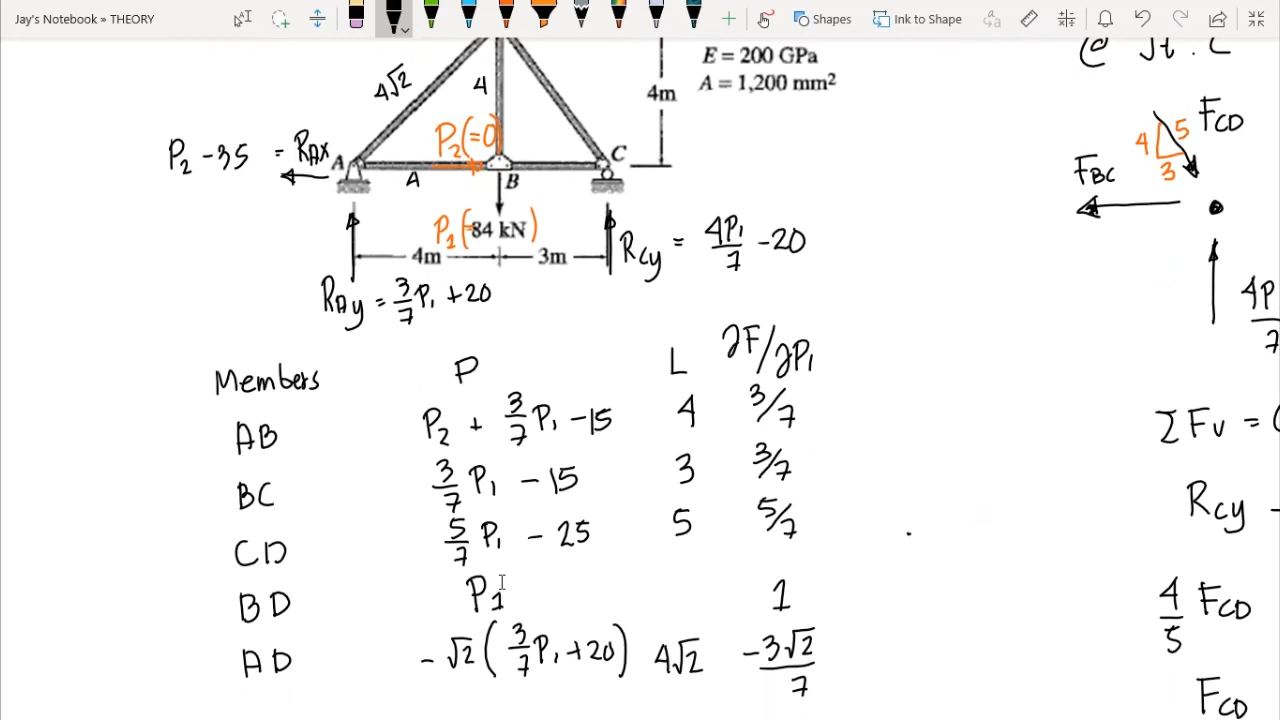 Jay's Notebook » THEORY
Shapes
Ink to Shape
@ Jt. C
E = 200 GPa
A = 1,200 mm²
4√2
4
4m
P₂(=0)
P₂ - 35 = RAx
A
A
B
C
P₁(=84 kN)
4m
3m
RAy = 3/7 P₁ + 20
RCy = 4P₁/7 - 20
FCD
4
5
3
FBC
4P
7
Members P L ∂F/∂P₁
AB P₂ + 3/7 P₁ - 15 4 3/7
BC 3/7 P₁ - 15 3 3/7
CD 5/7 P₁ - 25 5 5/7
BD P₁ 1
AD -√2 (3/7 P₁ + 20) 4√2 -3√2/7
ΣFv =
RCy -
4/5 FCD
FCD